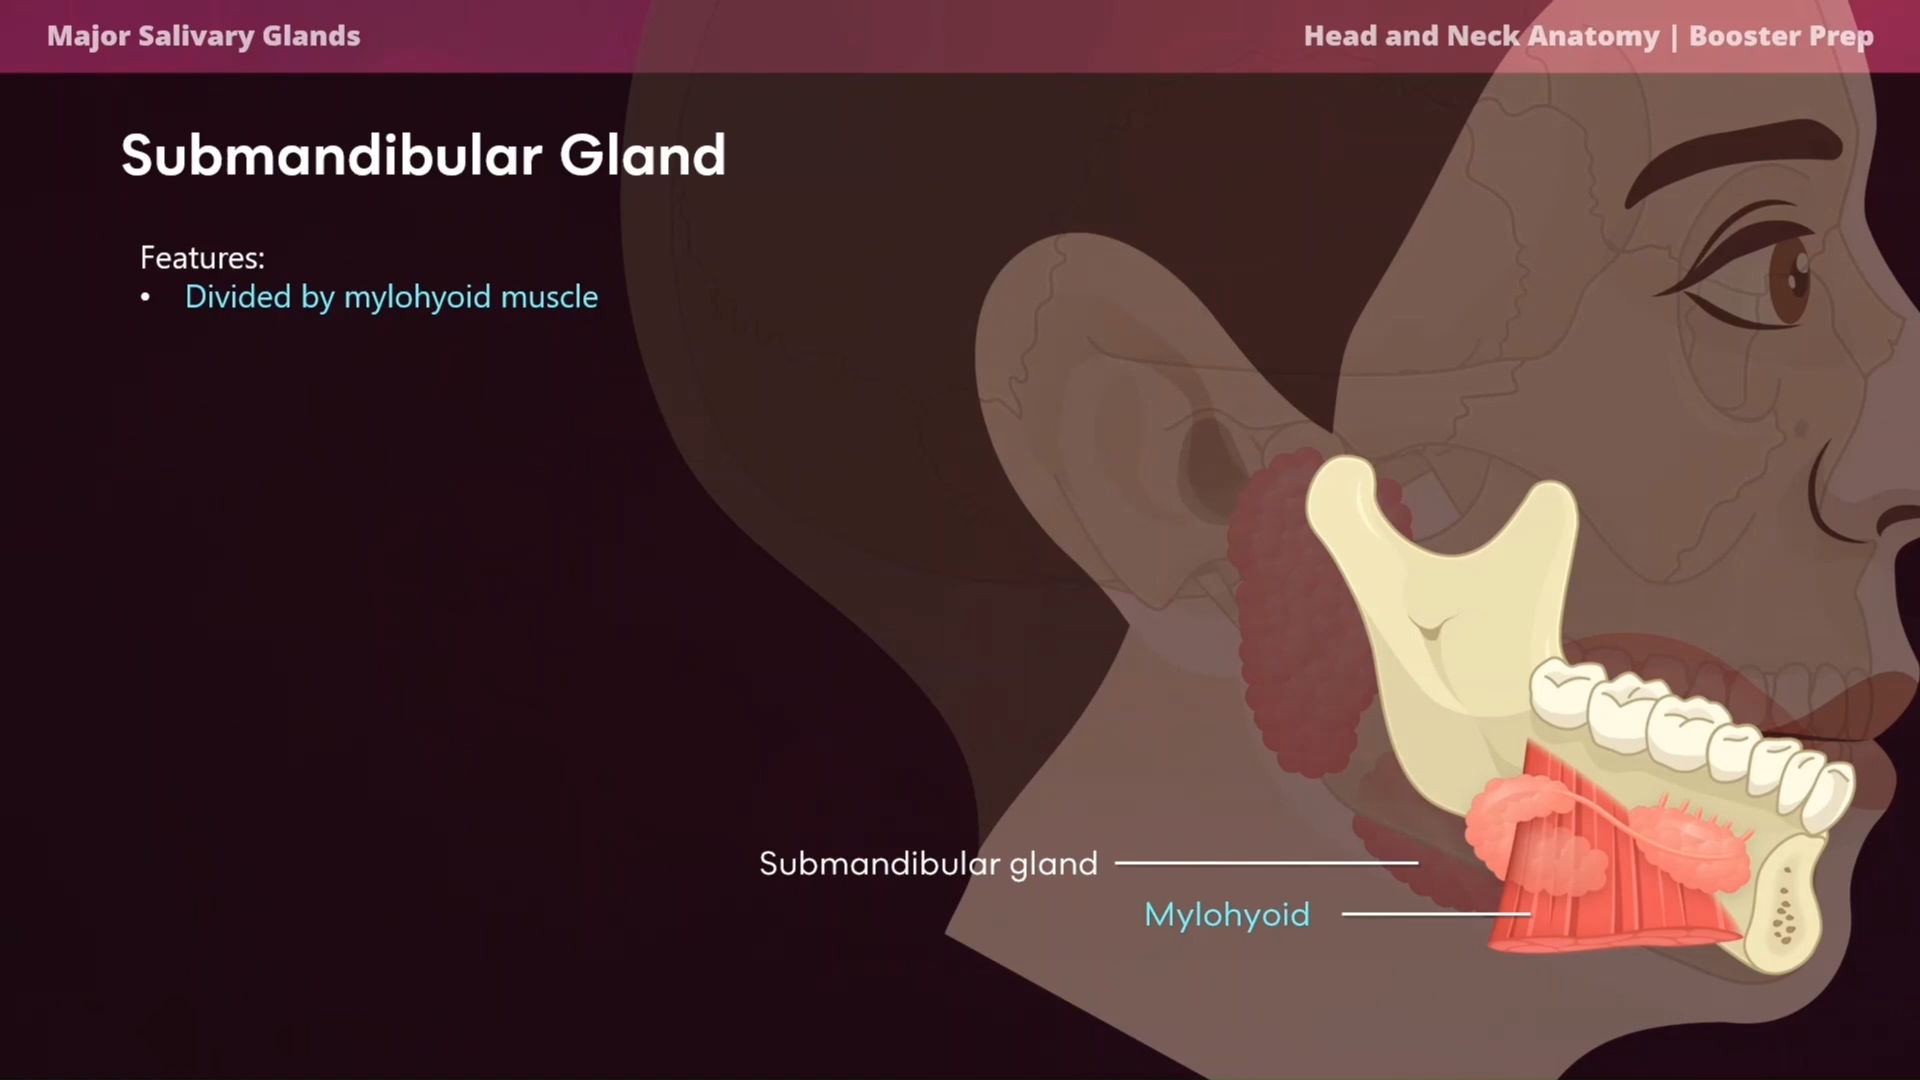 Major Salivary Glands
Head and Neck Anatomy | Booster Prep
Submandibular Gland
Features:
• Divided by mylohyoid muscle
Submandibular gland
Mylohyoid